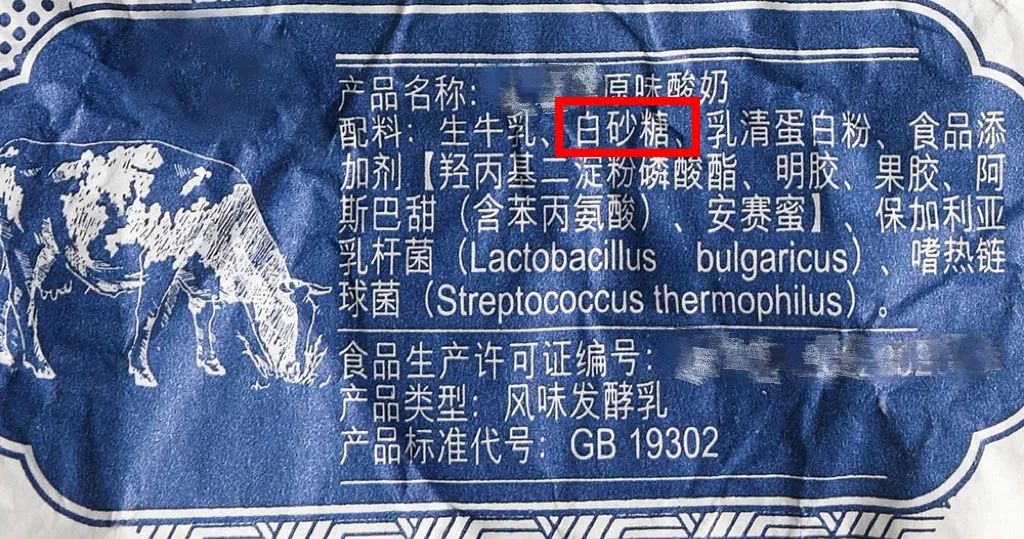 产品名称： 原味酸奶
配料：生牛乳、白砂糖、乳清蛋白粉、食品添
加剂【羟丙基二淀粉磷酸酯、明胶、果胶、阿
斯巴甜（含苯丙氨酸）、安赛蜜】、保加利亚
乳杆菌（Lactobacillus bulgaricus）、嗜热链
球菌（Streptococcus thermophilus）。
食品生产许可证编号：
产品类型：风味发酵乳
产品标准代号：GB 19302